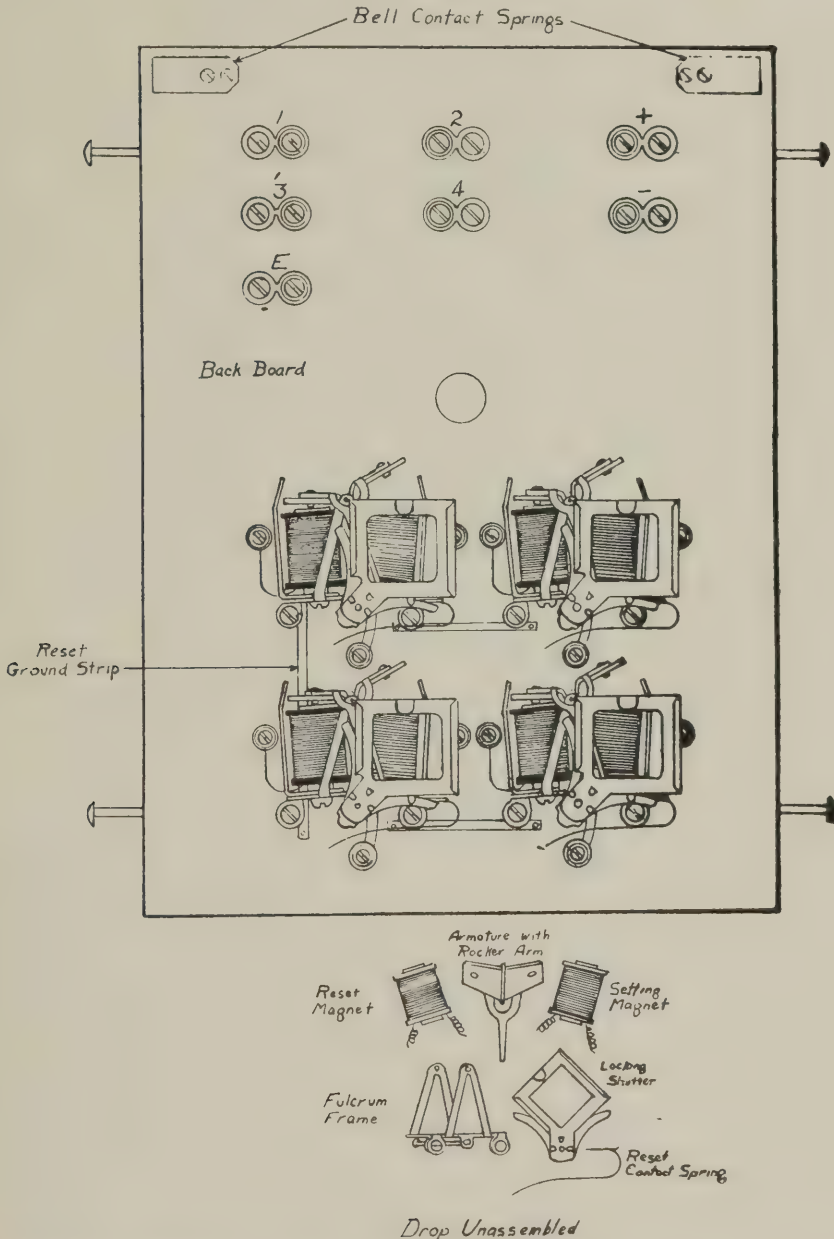 Bell Contact Springs
1 2 +
3 4 -
E
Back Board
Reset
Ground Strip
Armature with
Rocker Arm
Reset
Magnet
Setting
Magnet
Locking
Shutter
Fulcrum
Frame
Reset
Contact Spring
Drop Unassembled